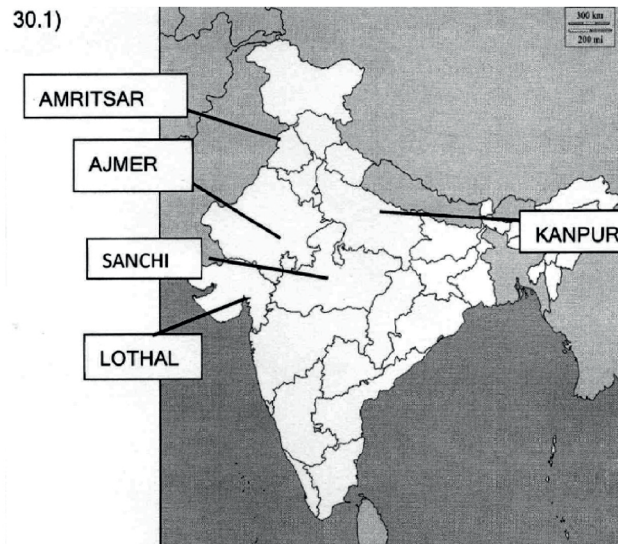 30.1)
300 km
200 mi
AMRITSAR
AJMER
KANPUR
SANCHI
LOTHAL